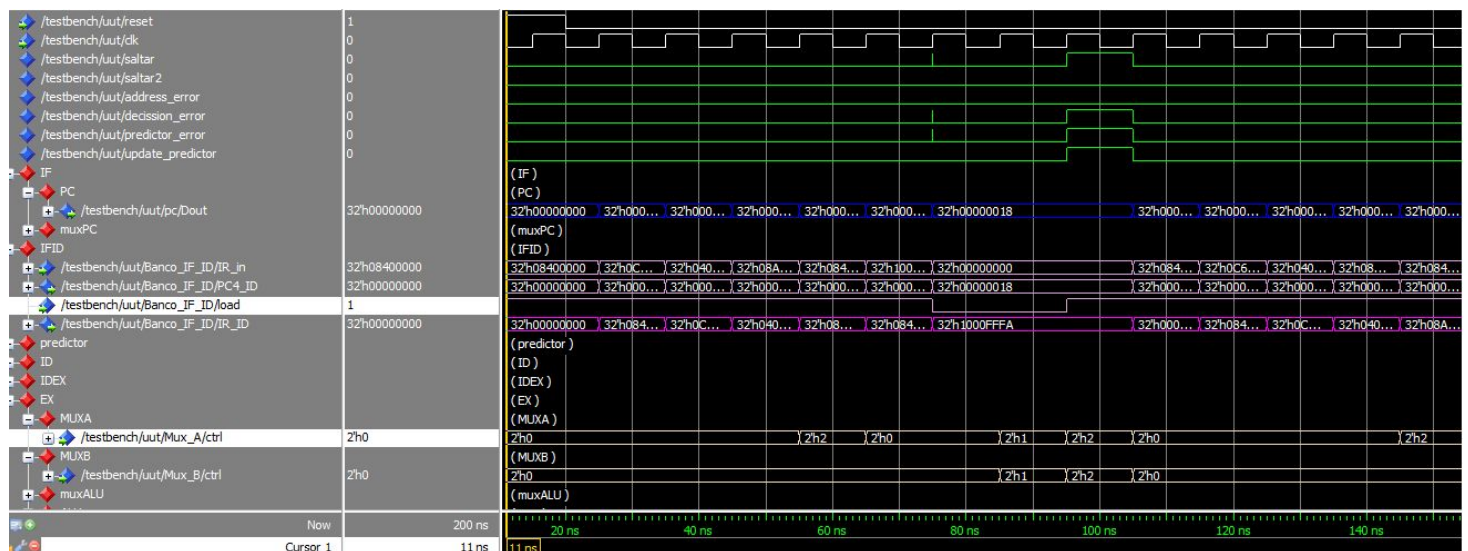 /testbench/uut/reset 1
/testbench/uut/clk 0
/testbench/uut/saltar 0
/testbench/uut/saltar2 0
/testbench/uut/address_error 0
/testbench/uut/decission_error 0
/testbench/uut/predictor_error 0
/testbench/uut/update_predictor 0
IF (IF)
PC (PC)
/testbench/uut/pc/Dout 32'h00000000 32'h00000000 32'h000... 32'h000... 32'h000... 32'h000... 32'h000... 32'h00000018 32'h000... 32'h000... 32'h000... 32'h000... 32'h000...
muxPC (muxPC)
IFID (IFID)
/testbench/uut/Banco_IF_ID/IR_in 32'h08400000 32'h08400000 32'h0C... 32'h040... 32'h08A... 32'h084... 32'h100... 32'h00000000 32'h084... 32'h0C6... 32'h040... 32'h08... 32'h084...
/testbench/uut/Banco_IF_ID/PC4_ID 32'h00000000 32'h00000000 32'h000... 32'h000... 32'h000... 32'h000... 32'h000... 32'h00000018 32'h000... 32'h000... 32'h000... 32'h000... 32'h000...
/testbench/uut/Banco_IF_ID/load 1
/testbench/uut/Banco_IF_ID/IR_ID 32'h00000000 32'h00000000 32'h084... 32'h0C... 32'h040... 32'h08... 32'h084... 32'h1000FFFA 32'h000... 32'h084... 32'h0C... 32'h040... 32'h08A...
predictor (predictor)
ID (ID)
IDEX (IDEX)
EX (EX)
MUXA (MUXA)
/testbench/uut/Mux_A/ctrl 2'h0 2'h0 2'h2 2'h0 2'h1 2'h2 2'h0 2'h2
MUXB (MUXB)
/testbench/uut/Mux_B/ctrl 2'h0 2'h0 2'h1 2'h2 2'h0
muxALU (muxALU)
Now 200 ns 20 ns 40 ns 60 ns 80 ns 100 ns 120 ns 140 ns
Cursor 1 11 ns 11 ns